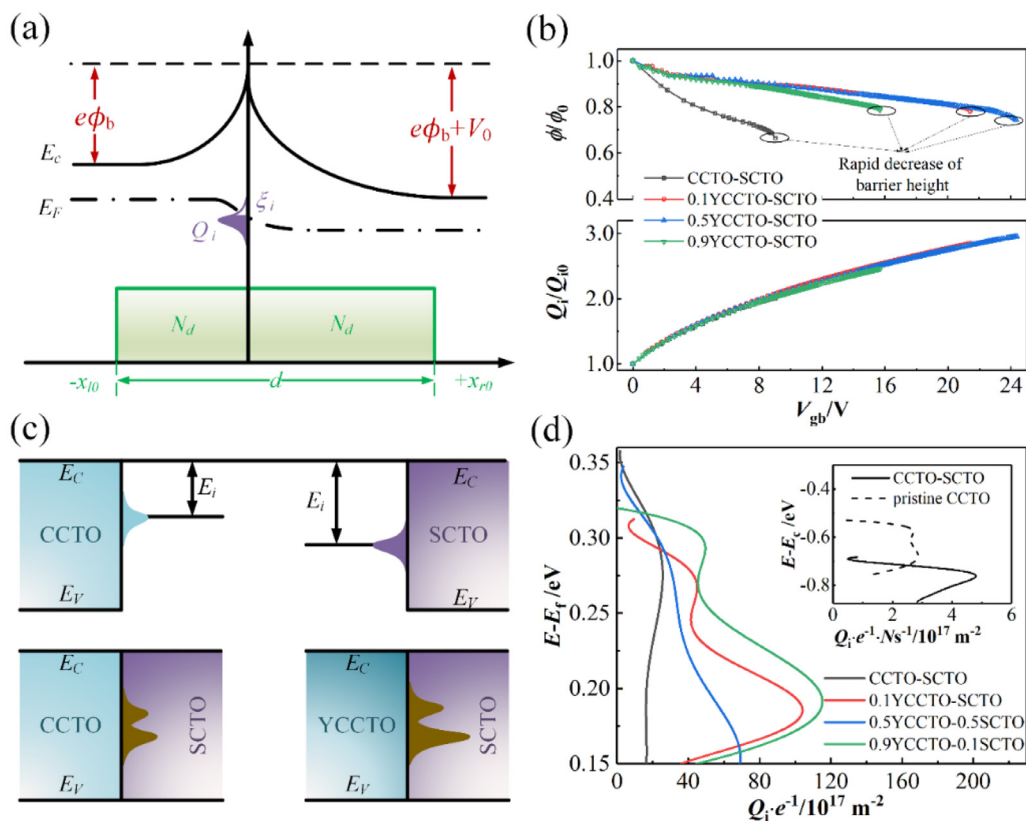 (a)
eϕb
eϕb+V0
Ec
EF
ξi
Qi
Nd
Nd
-xl0
d
+xr0
(b)
1.0
0.8
0.6
0.4
ϕ/ϕ0
Rapid decrease of
barrier height
CCTO-SCTO
0.1YCCTO-SCTO
0.5YCCTO-SCTO
0.9YCCTO-SCTO
3.0
2.0
1.0
Qi/Qi0
0 4 8 12 16 20 24
Vgb/V
(c)
EC
Ei
CCTO
EV
Ei
EC
SCTO
EV
EC
CCTO
SCTO
EV
EC
YCCTO
SCTO
EV
(d)
0.35
0.30
0.25
0.20
0.15
E-Ef/eV
CCTO-SCTO
pristine CCTO
-0.4
-0.6
-0.8
E-Ec/eV
0 2 4 6
Qi·e-1·Ns-1/10^17 m-2
CCTO-SCTO
0.1YCCTO-SCTO
0.5YCCTO-0.5SCTO
0.9YCCTO-0.1SCTO
0 40 80 120 160 200
Qi·e-1/10^17 m-2